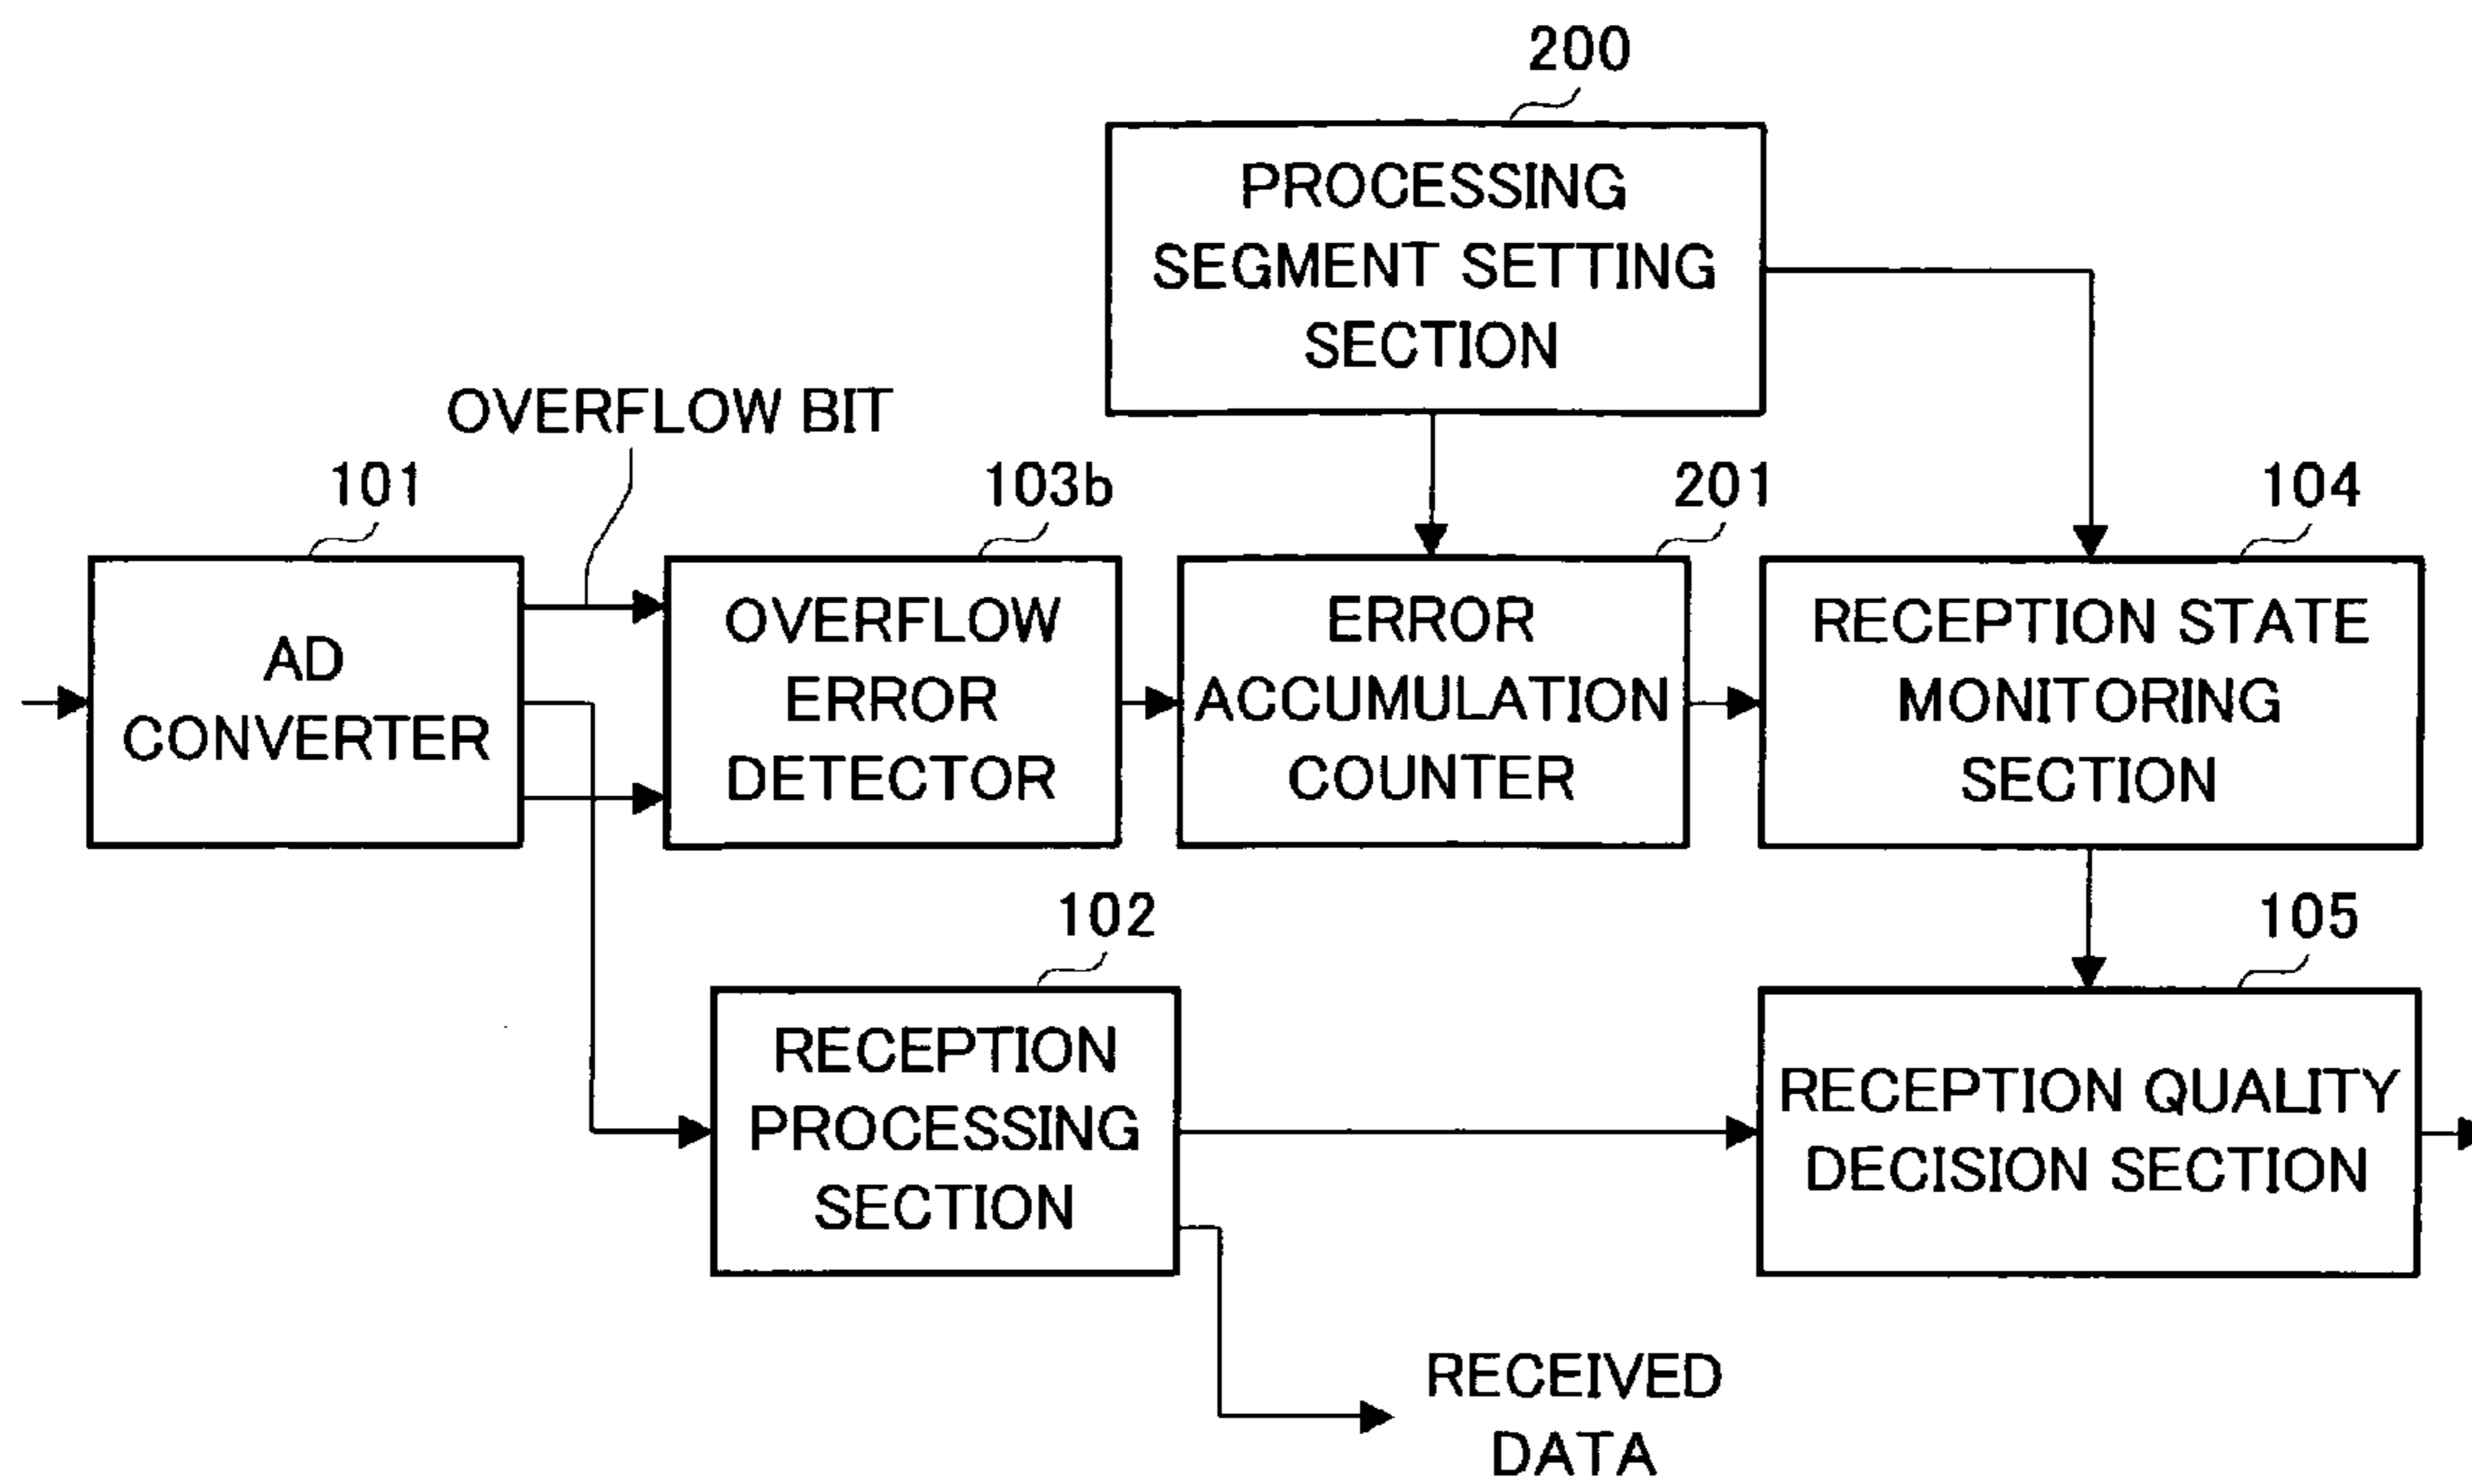 200
PROCESSING
SEGMENT SETTING
SECTION
OVERFLOW BIT
101
103b
201
104
AD
CONVERTER
OVERFLOW
ERROR
DETECTOR
ERROR
ACCUMULATION
COUNTER
RECEPTION STATE
MONITORING
SECTION
102
105
RECEPTION
PROCESSING
SECTION
RECEPTION QUALITY
DECISION SECTION
RECEIVED
DATA